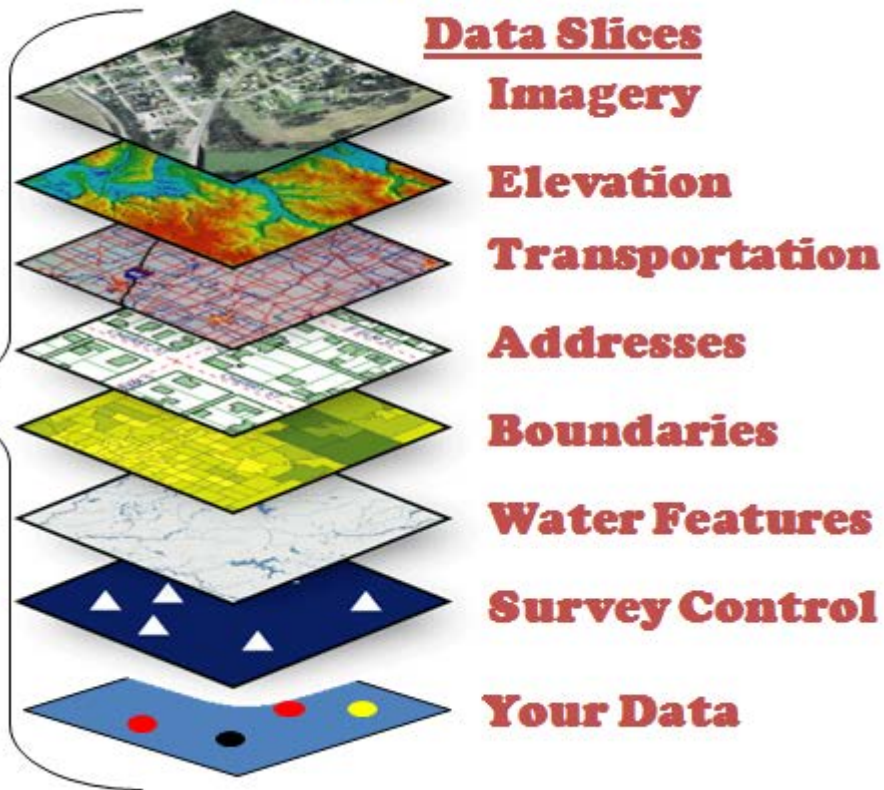 Data Slices
Imagery
Elevation
Transportation
Addresses
Boundaries
Water Features
Survey Control
Your Data